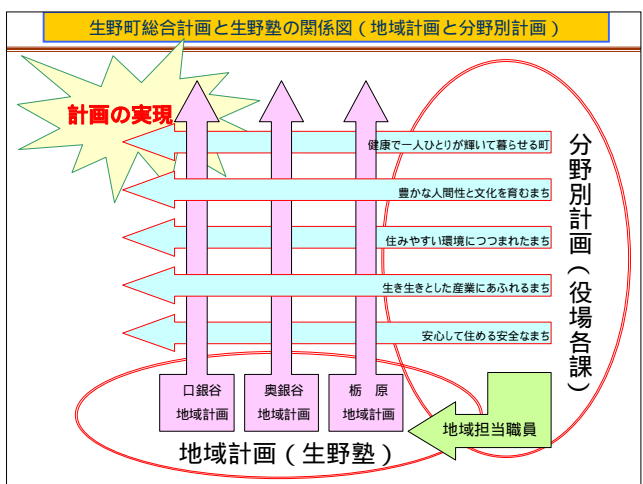 生野町総合計画と生野塾の関係図（地域計画と分野別計画）
計画の実現
健康で一人ひとりが輝いて暮らせる町
豊かな人間性と文化を育むまち
住みやすい環境につつまれたまち
生き生きとした産業にあふれるまち
安心して住める安全なまち
分野別計画（役場各課）
口銀谷
地域計画
奥銀谷
地域計画
栃　原
地域計画
地域担当職員
地域計画（生野塾）